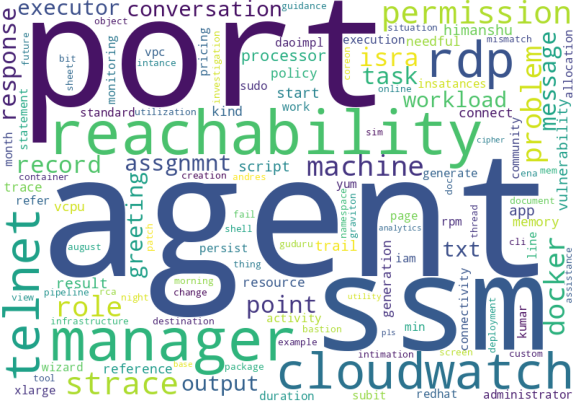 port
agent
ssm
reachability
manager
cloudwatch
telnet
rdp
permission
conversation
executor
response
isra
task
problem
message
himanshu
needful
daoimpl
execution
processor
policy
start
work
workload
connect
guidance
object
situation
mismatch
future
bit
sheet
monitoring
vpc
intance
pricing
investigation
sudo
coreon
online
insatances
community
allocation
vulnerability
utilization
standard
kind
statement
month
record
assgnmnt
machine
script
sim
cipher
generate
doc
ena
mem
container
trace
refer
greeting
creation
andres
yum
namespace
graviton
page
rpm
thread
document
app
cli
txt
memory
line
docker
assistance
vcpu
august
patch
fail
shell
guduru
persist
thing
trail
analytics
iam
generation
connectivity
result
view
pipeline
rca
night
morning
change
resource
point
activity
bastion
utility
min
pls
deployment
kumar
role
infrastructure
destination
example
intimation
screen
custom
wizard
reference
base
package
tool
xlarge
strace
output
duration
subit
redhat
administrator